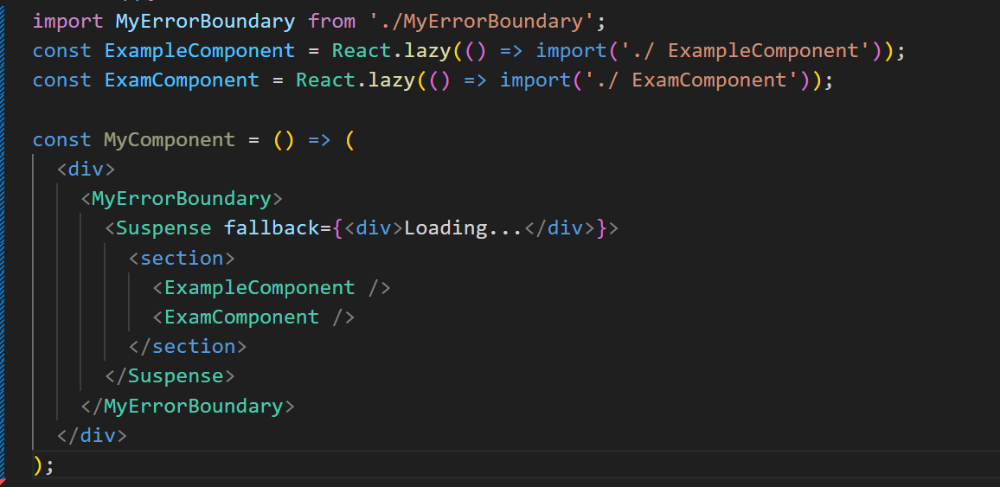 import MyErrorBoundary from './MyErrorBoundary';
const ExampleComponent = React.lazy(() => import('./ ExampleComponent'));
const ExamComponent = React.lazy(() => import('./ ExamComponent'));

const MyComponent = () => (
  <div>
    <MyErrorBoundary>
      <Suspense fallback={<div>Loading...</div>}>
        <section>
          <ExampleComponent />
          <ExamComponent />
        </section>
      </Suspense>
    </MyErrorBoundary>
  </div>
);